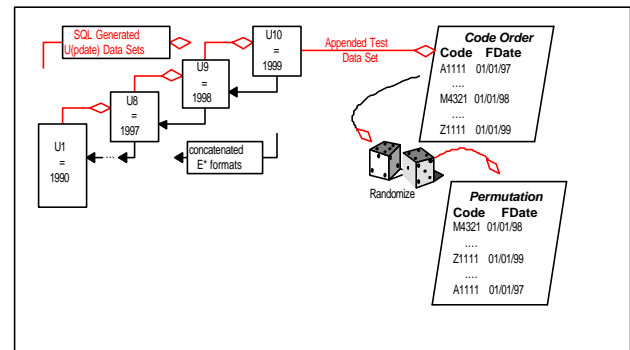 SQL Generated
U(pdate) Data Sets
U10
=
1999
U9
=
1998
U8
=
1997
U1
=
1990
...
concatenated
E* formats
Appended Test
Data Set
Code Order
Code FDate
A1111 01/01/97
....
M4321 01/01/98
....
Z1111 01/01/99
Randomize
Permutation
Code FDate
M4321 01/01/98
....
Z1111 01/01/99
....
A1111 01/01/97